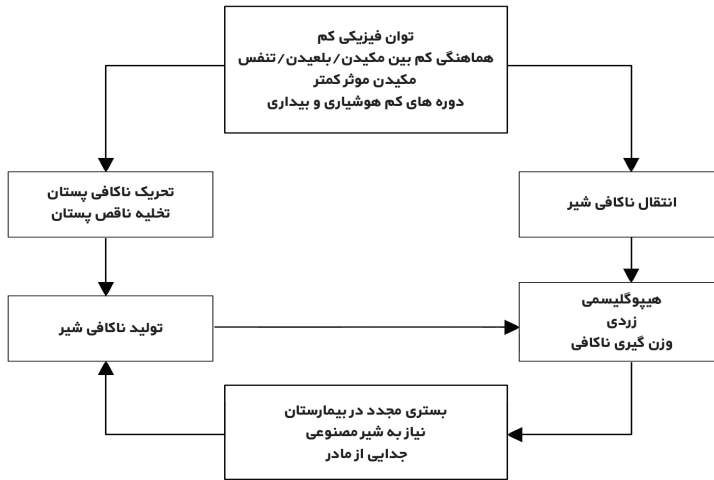 توان فیزیکی کم
هماهنگی کم بین مکیدن/بلعیدن/تنفس
مکیدن موثر کمتر
دوره های کم هوشیاری و بیداری
انتقال ناکافی شیر
تحریک ناکافی پستان
تخلیه ناقص پستان
هیپوگلیسمی
زردی
وزن گیری ناکافی
تولید ناکافی شیر
بستری مجدد در بیمارستان
نیاز به شیر مصنوعی
جدایی از مادر